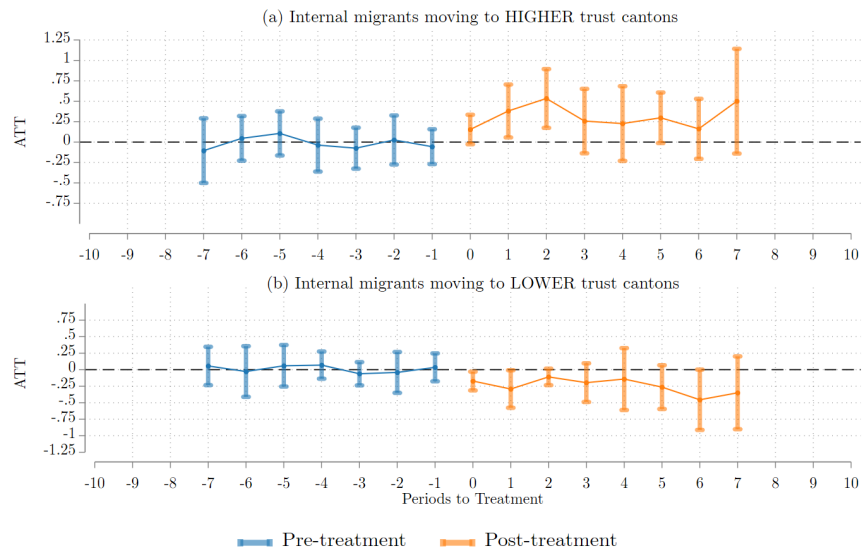 (a) Internal migrants moving to HIGHER trust cantons
1.25
1
.75
.5
.25
0
-.25
-.5
-.75
ATT
-10 -9 -8 -7 -6 -5 -4 -3 -2 -1 0 1 2 3 4 5 6 7 8 9 10
(b) Internal migrants moving to LOWER trust cantons
.75
.5
.25
0
-.25
-.5
-.75
-1
-1.25
ATT
-10 -9 -8 -7 -6 -5 -4 -3 -2 -1 0 1 2 3 4 5 6 7 8 9 10
Periods to Treatment
Pre-treatment Post-treatment